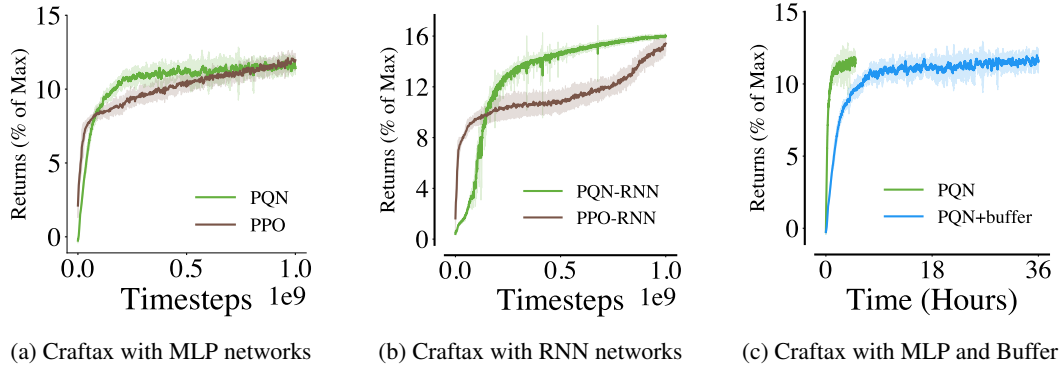 Returns (% of Max)
15
10
5
0
PQN
PPO
0.0 0.5 1.0
Timesteps 1e9
(a) Craftax with MLP networks
Returns (% of Max)
16
12
8
4
0
PQN-RNN
PPO-RNN
0.0 0.5 1.0
Timesteps 1e9
(b) Craftax with RNN networks
Returns (% of Max)
15
10
5
0
PQN
PQN+buffer
0 18 36
Time (Hours)
(c) Craftax with MLP and Buffer